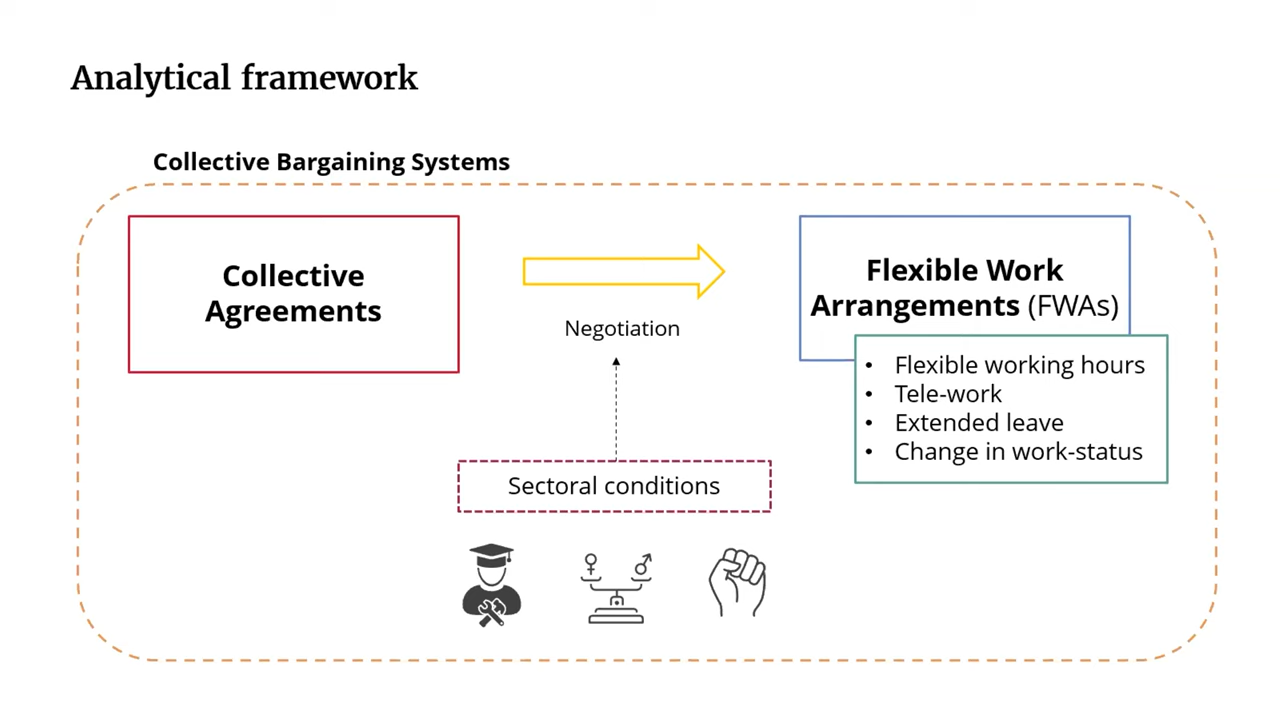 Analytical framework
Collective Bargaining Systems
Collective
Agreements
Negotiation
Flexible Work
Arrangements (FWAs)
• Flexible working hours
• Tele-work
• Extended leave
• Change in work-status
Sectoral conditions